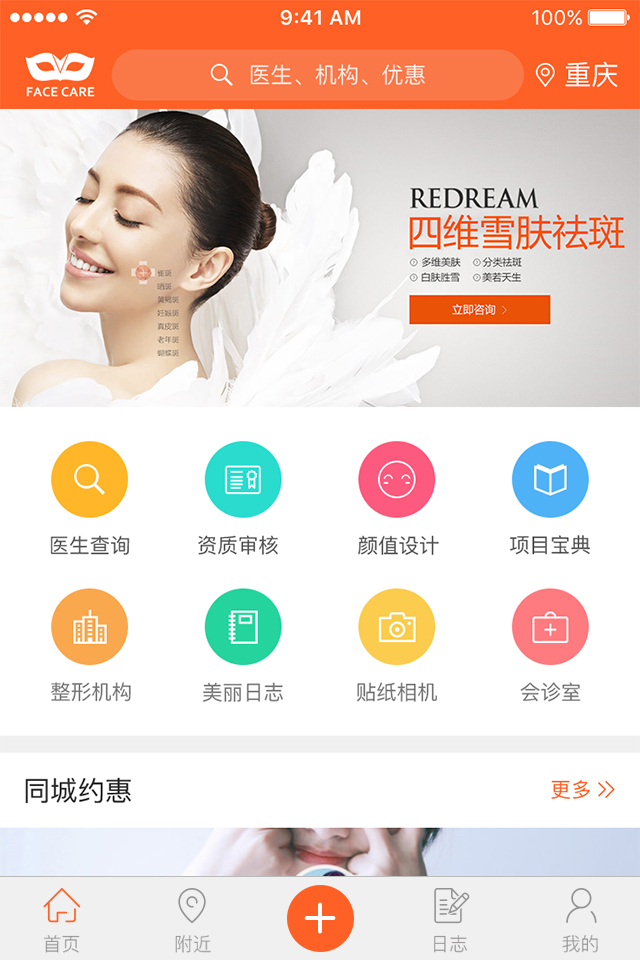 9:41 AM
100%
FACE CARE
医生、机构、优惠
重庆
REDREAM
四维雪肤祛斑
多维美肤 分类祛斑
白肤胜雪 美若天生
立即咨询
雀斑
晒斑
黄褐斑
妊娠斑
真皮斑
老年斑
蝴蝶斑
医生查询 资质审核 颜值设计 项目宝典
整形机构 美丽日志 贴纸相机 会诊室
同城约惠
更多
首页 附近 日志 我的